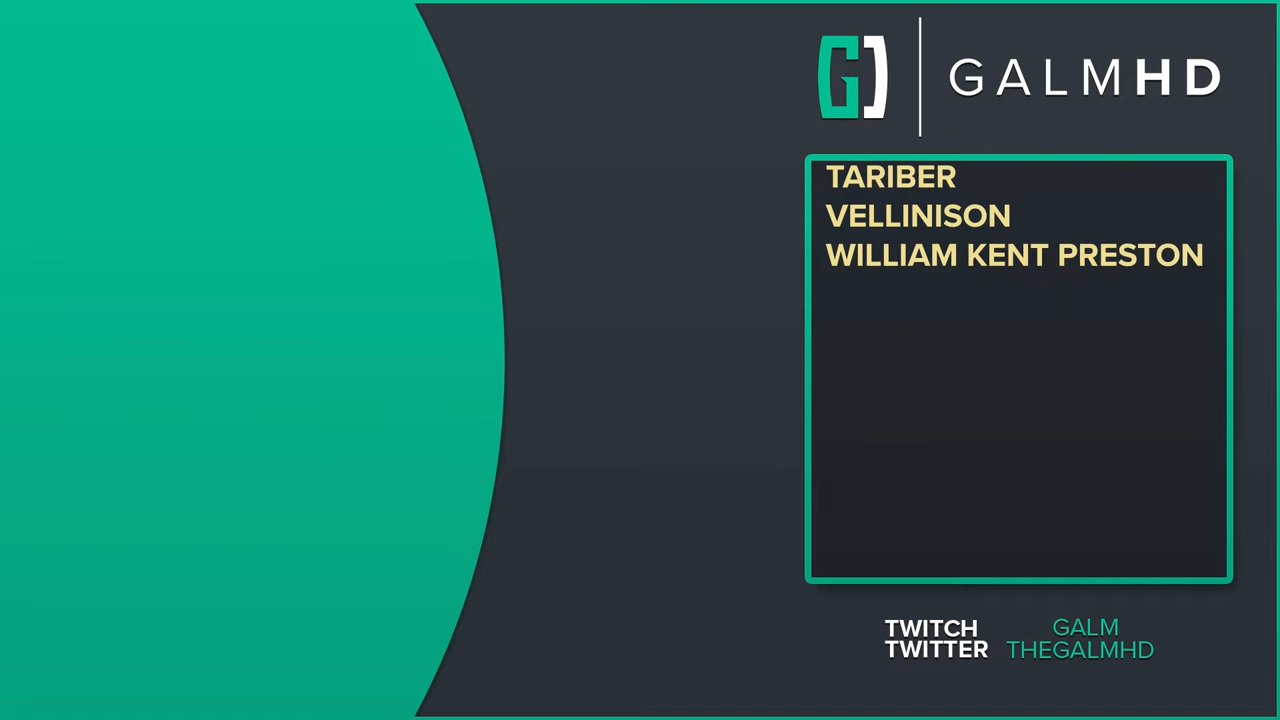 GALMHD
TARIBER
VELLINISON
WILLIAM KENT PRESTON
TWITCH GALM
TWITTER THEGALMHD